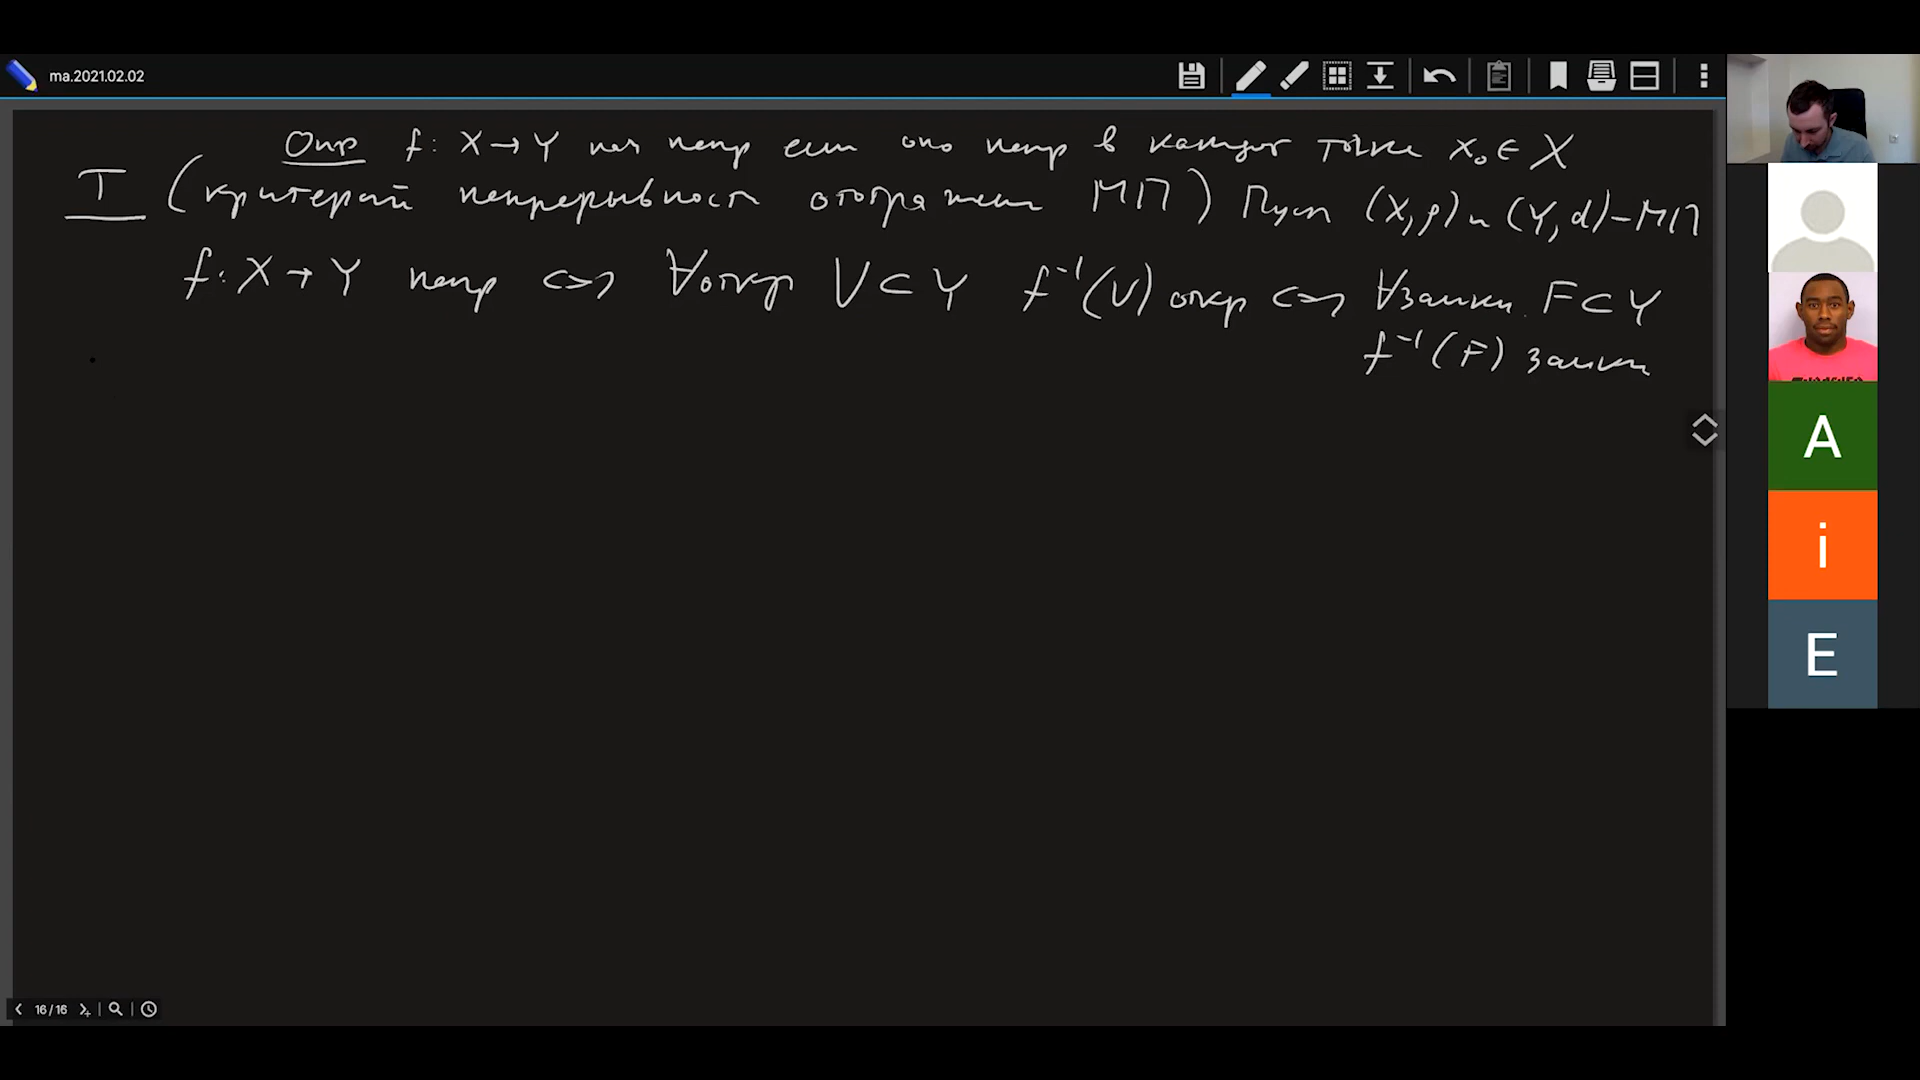 ma.2021.02.02
Опр f: X → Y наз непр если оно непр в каждой точке x₀ ∈ X
T (критерий непрерывности отображений МП) Пусть (X, ρ) и (Y, d) – МП
f: X → Y непр <=> ∀откр V ⊂ Y f⁻¹(V) откр <=> ∀замкн. F ⊂ Y
f⁻¹(F) замкн
16 / 16
A
i
E